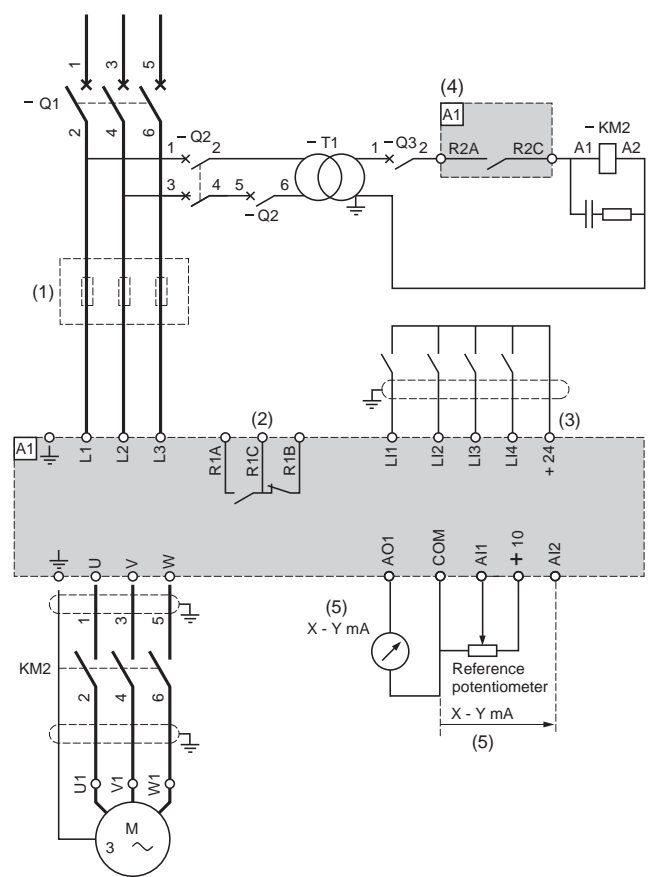 1 3 5
– Q1
2 4 6
– Q2
1 2
3 4 5 6
– Q2
– T1
1 – Q3 2
(4)
A1
R2A R2C
– KM2
A1 A2
(1)
(2)
(3)
A1
L1 L2 L3
R1A R1C R1B
LI1 LI2 LI3 LI4 + 24
U V W
AO1 COM AI1 + 10 AI2
1 3 5
KM2
2 4 6
(5)
X - Y mA
Reference
potentiometer
X - Y mA
(5)
U1 V1 W1
M
3